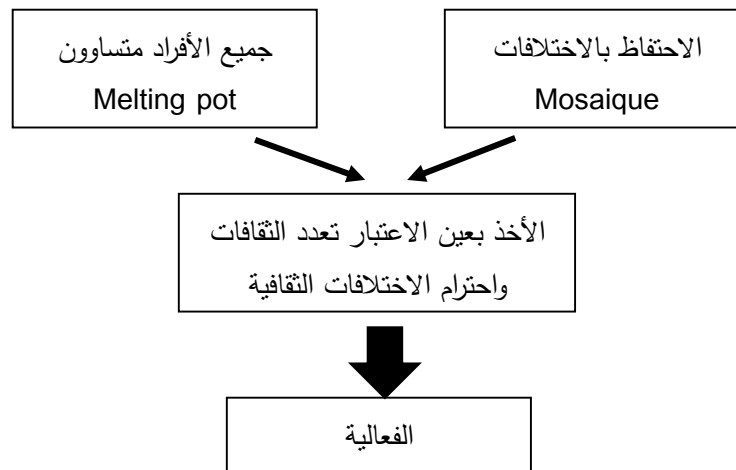 الاحتفاظ بالاختلافات
Mosaique
جميع الأفراد متساوون
Melting pot
الأخذ بعين الاعتبار تعدد الثقافات
واحترام الاختلافات الثقافية
الفعالية